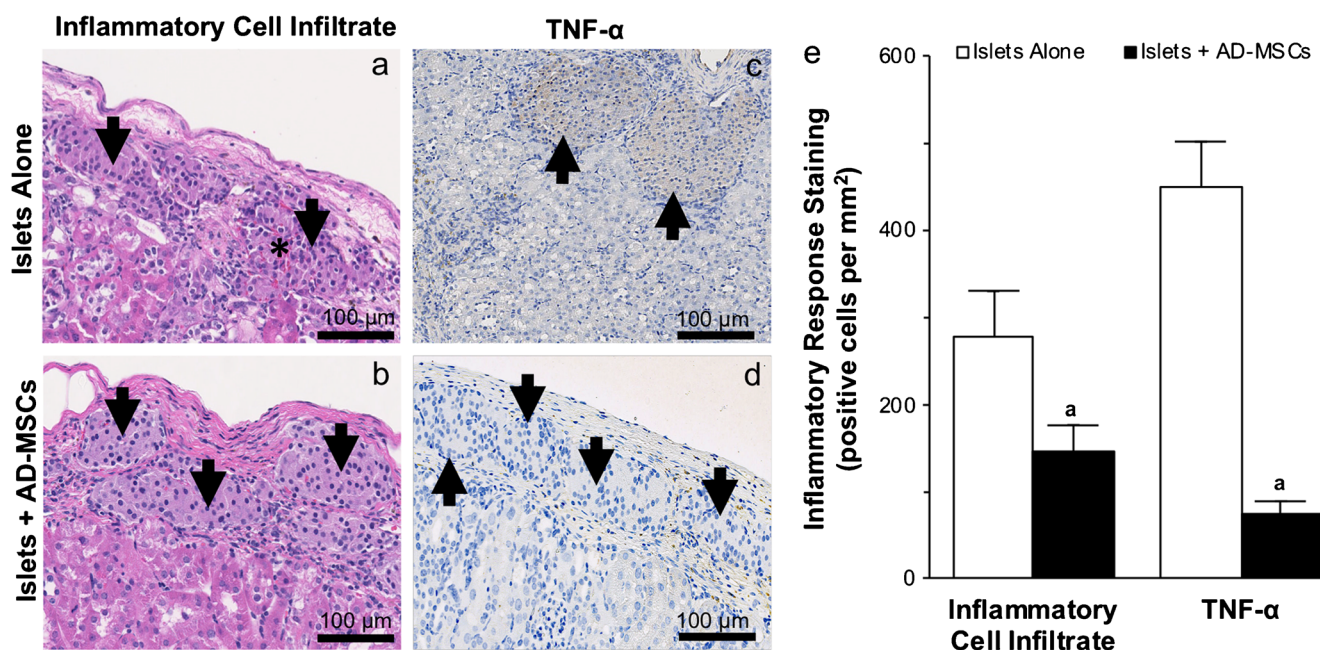 Inflammatory Cell Infiltrate
TNF-α
Islets Alone
a
100 µm
c
100 µm
Islets + AD-MSCs
b
100 µm
d
100 µm
e
Islets Alone
Islets + AD-MSCs
Inflammatory Response Staining
(positive cells per mm²)
600
400
200
0
a
a
*
Inflammatory
Cell Infiltrate
TNF-α